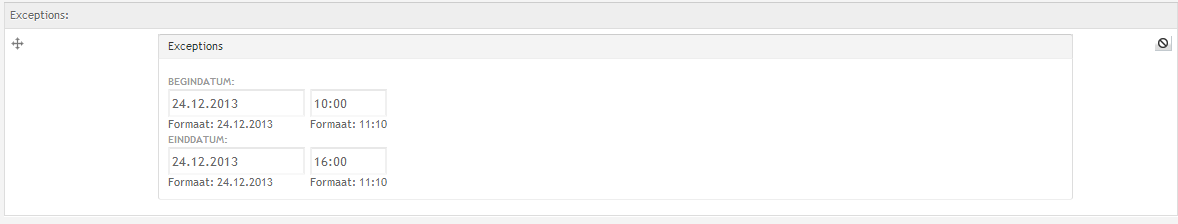 Exceptions:
Exceptions
BEGINDATUM:
24.12.2013 10:00
Formaat: 24.12.2013 Formaat: 11:10
EINDDATUM:
24.12.2013 16:00
Formaat: 24.12.2013 Formaat: 11:10